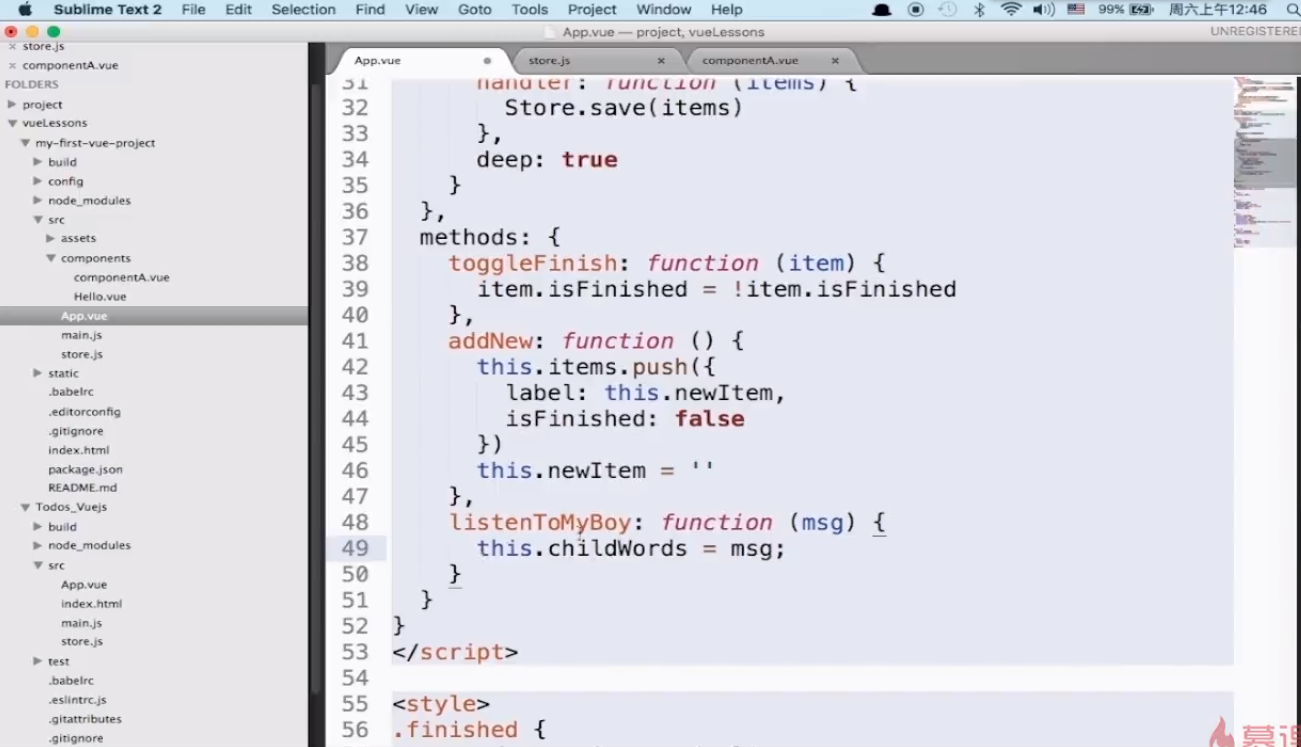 Sublime Text 2 File Edit Selection Find View Goto Tools Project Window Help 99% 周六上午12:46
App.vue — project, vueLessons
store.js
componentA.vue
FOLDERS
project
vueLessons
my-first-vue-project
build
config
node_modules
src
assets
components
componentA.vue
Hello.vue
App.vue
main.js
store.js
static
.babelrc
.editorconfig
.gitignore
index.html
package.json
README.md
Todos_Vuejs
build
node_modules
src
App.vue
index.html
main.js
store.js
test
.babelrc
.eslintrc.js
.gitattributes
.gitignore
App.vue store.js componentA.vue
31 handler: function (items) {
32 Store.save(items)
33 },
34 deep: true
35 }
36 },
37 methods: {
38 toggleFinish: function (item) {
39 item.isFinished = !item.isFinished
40 },
41 addNew: function () {
42 this.items.push({
43 label: this.newItem,
44 isFinished: false
45 })
46 this.newItem = ''
47 },
48 listenToMyBoy: function (msg) {
49 this.childWords = msg;
50 }
51 }
52 }
53 </script>
54
55 <style>
56 .finished {